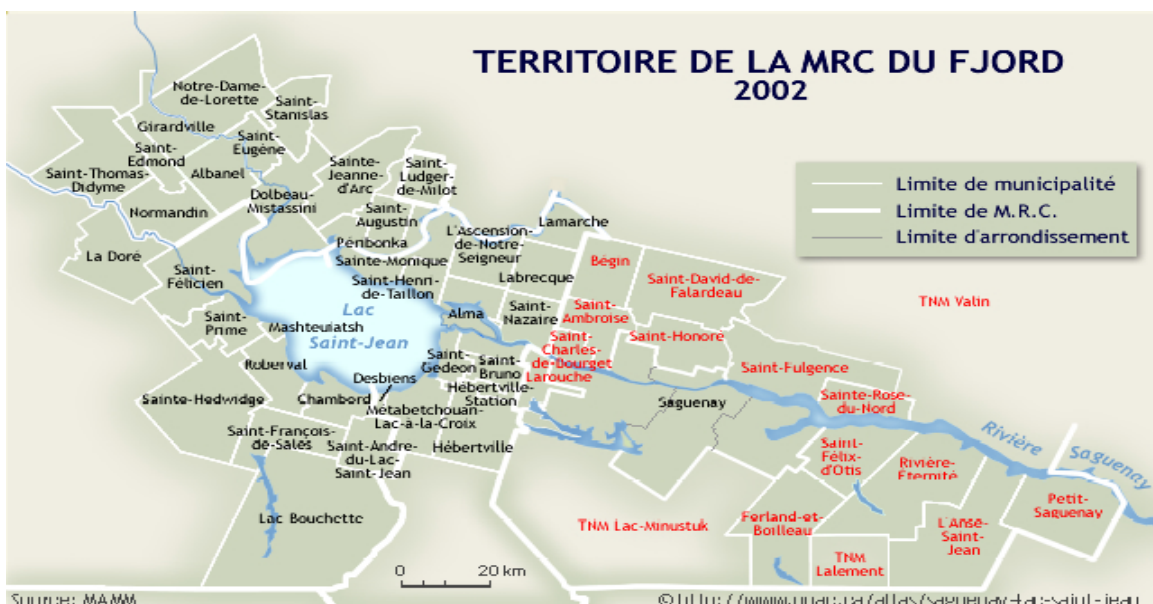 TERRITOIRE DE LA MRC DU FJORD
2002
Limite de municipalité
Limite de M.R.C.
Limite d'arrondissement
Notre-Dame-
de-Lorette
Saint-
Stanislas
Girardville
Saint-
Edmond
Saint-
Eugène
Saint-Thomas-
Didyme
Albanel
Sainte-
Jeanne-
d'Arc
Saint-
Ludger-
de-Milot
Normandin
Dolbeau-
Mistassini
Saint-
Augustin
Lamarche
La Doré
Péribonka
L'Ascension-
de-Notre-
Seigneur
Sainte-Monique
Bégin
Saint-
Félicien
Saint-Henri-
de-Taillon
Labrecque
Saint-David-de-
Falardeau
TNM Valin
Lac
Saint-Jean
Alma
Saint-
Nazaire
Saint-
Ambroise
Saint-
Prime
Mashteuiatsh
Saint-Honoré
Saint-
Charles-
de-Bourget
Larouche
Roberval
Saint-
Gédéon
Saint-
Bruno
Saint-Fulgence
Desbiens
Hébertville-
Station
Sainte-Hedwidge
Chambord
Saguenay
Sainte-Rose-
du-Nord
Métabetchouan-
Lac-à-la-Croix
Saint-François-
de-Sales
Saint-André-
du-Lac-
Saint-Jean
Hébertville
Rivière
Saguenay
Saint-
Félix-
d'Otis
Rivière-
Éternité
Petit-
Saguenay
Lac Bouchette
TNM Lac-Minustuk
Ferland-et-
Boilleau
L'Anse-
Saint-
Jean
TNM
Lalement
0 20 km
Source: MAMM